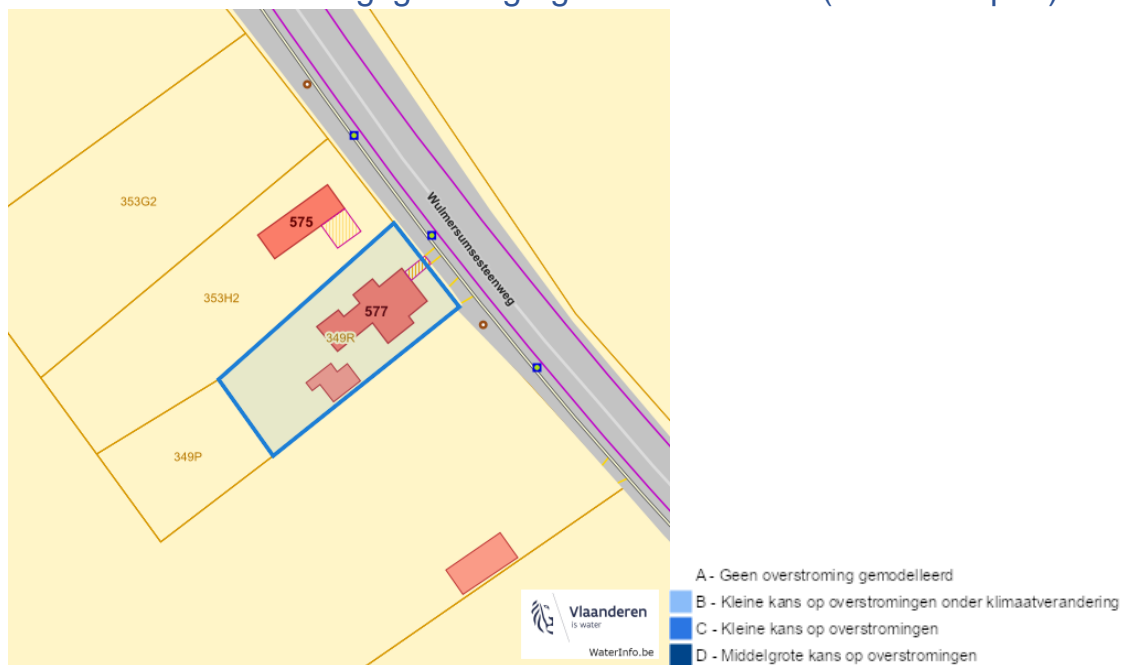 353G2
575
Wulmersumsesteenweg
353H2
577
349R
349P
Vlaanderen
is water
WaterInfo.be
A - Geen overstroming gemodelleerd
B - Kleine kans op overstromingen onder klimaatverandering
C - Kleine kans op overstromingen
D - Middelgrote kans op overstromingen